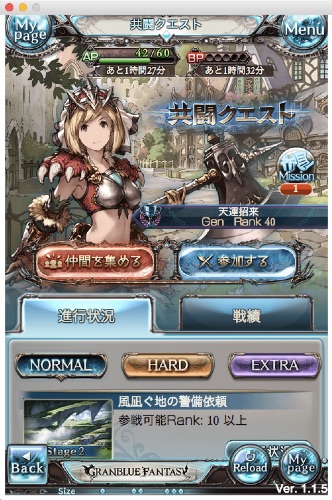 My page
共闘クエスト
Menu
AP 42/60
BP
あと1時間27分
あと1時間32分
共闘クエスト
Mission
1
天運招来
Gen Rank 40
仲間を集める
参加する
進行状況
戦績
NORMAL
HARD
EXTRA
風凪ぐ地の警備依頼
参戦可能Rank: 10 以上
Stage 2
Back
GRANBLUE FANTASY
Reload
状況
My page
Size
Ver. 1.1.5